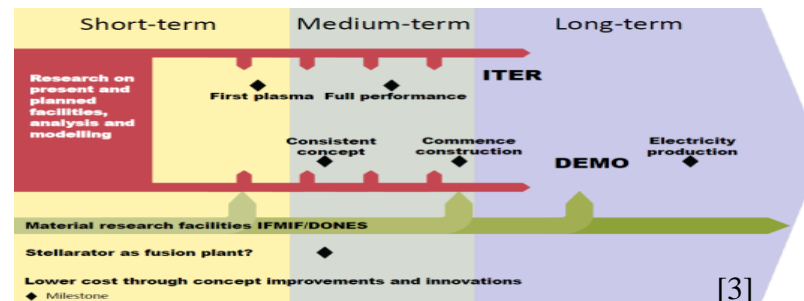 Short-term
Medium-term
Long-term
Research on
present and
planned
facilities,
analysis and
modelling
First plasma
Full performance
ITER
Consistent
concept
Commence
construction
Electricity
production
DEMO
Material research facilities IFMIF/DONES
Stellarator as fusion plant?
Lower cost through concept improvements and innovations
Milestone
[3]